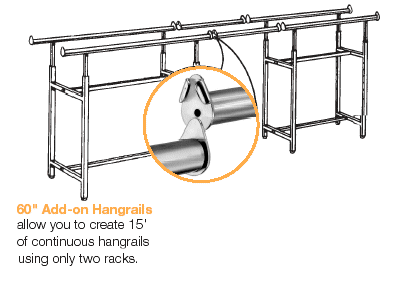 60" Add-on Hangrails
allow you to create 15'
of continuous hangrails
using only two racks.